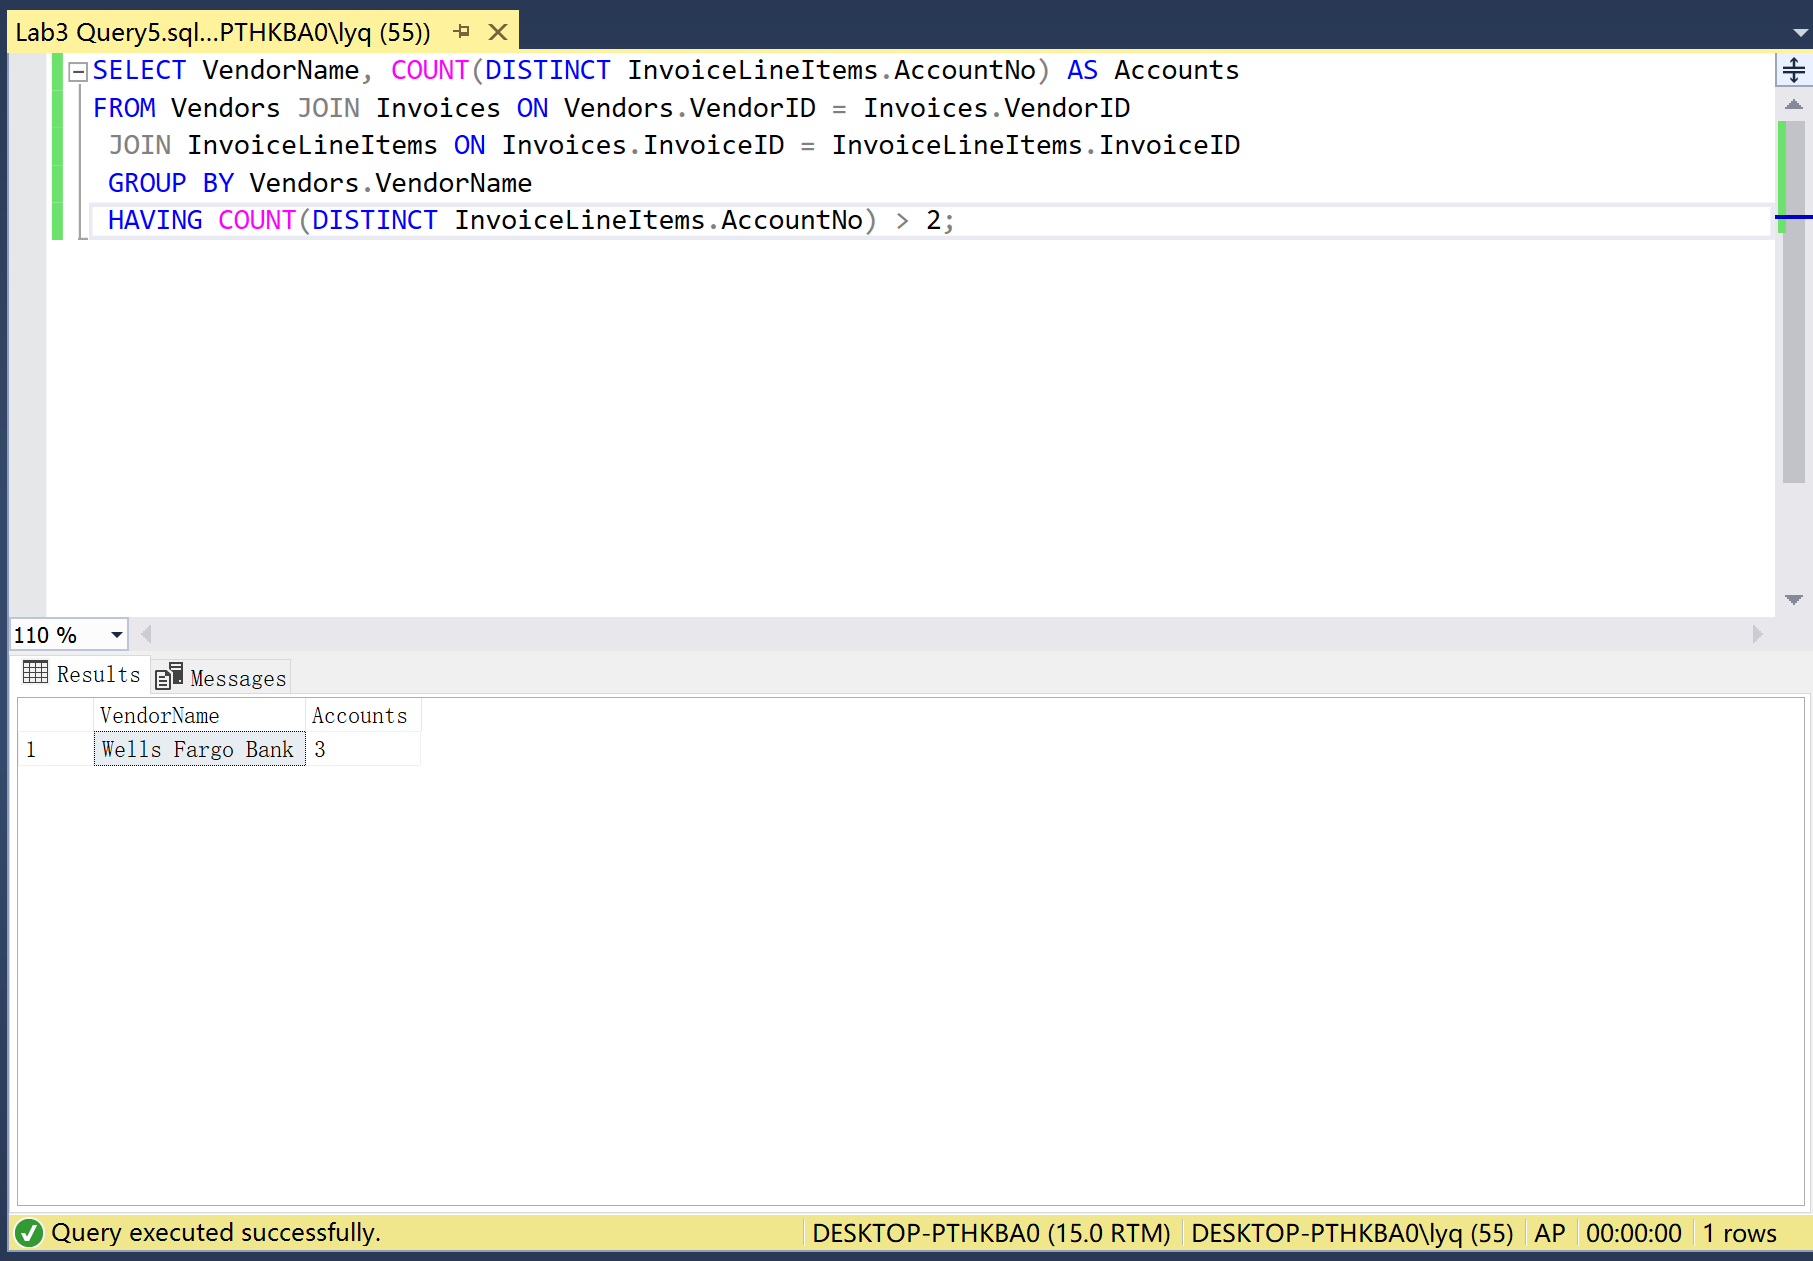 Lab3 Query5.sql...PTHKBA0\lyq (55))
SELECT VendorName, COUNT(DISTINCT InvoiceLineItems.AccountNo) AS Accounts
FROM Vendors JOIN Invoices ON Vendors.VendorID = Invoices.VendorID
JOIN InvoiceLineItems ON Invoices.InvoiceID = InvoiceLineItems.InvoiceID
GROUP BY Vendors.VendorName
HAVING COUNT(DISTINCT InvoiceLineItems.AccountNo) > 2;
110 %
Results Messages
VendorName Accounts
1 Wells Fargo Bank 3
Query executed successfully. DESKTOP-PTHKBA0 (15.0 RTM) DESKTOP-PTHKBA0\lyq (55) AP 00:00:00 1 rows